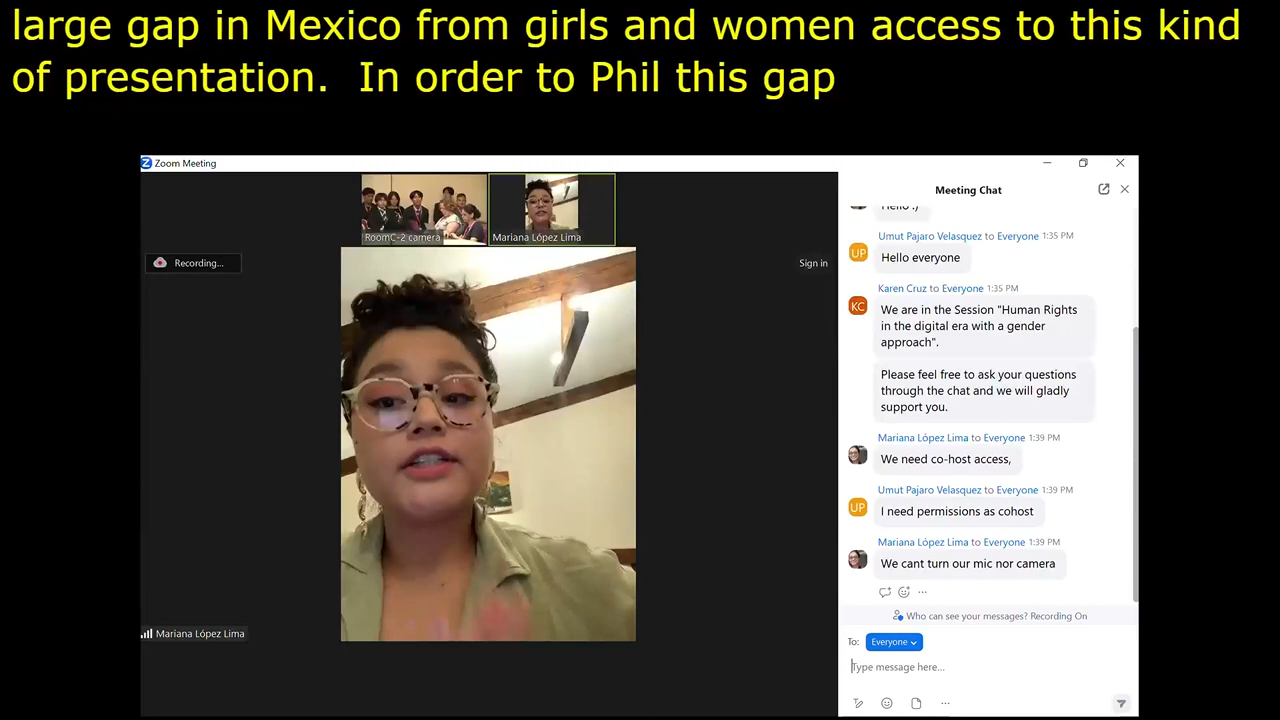 large gap in Mexico from girls and women access to this kind
of presentation.  In order to Phil this gap
Zoom Meeting
RoomC-2 camera
Mariana López Lima
Recording...
Sign in
Mariana López Lima
Meeting Chat
Hello :)
Umut Pajaro Velasquez to Everyone 1:35 PM
UP
Hello everyone
Karen Cruz to Everyone 1:35 PM
KC
We are in the Session "Human Rights
in the digital era with a gender
approach".
Please feel free to ask your questions
through the chat and we will gladly
support you.
Mariana López Lima to Everyone 1:39 PM
We need co-host access,
Umut Pajaro Velasquez to Everyone 1:39 PM
UP
I need permissions as cohost
Mariana López Lima to Everyone 1:39 PM
We cant turn our mic nor camera
Who can see your messages? Recording On
To: Everyone
Type message here...